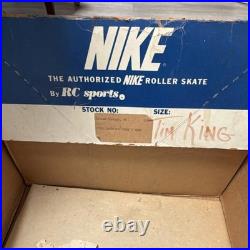 NIKE
THE AUTHORIZED NIKE ROLLER SKATE
By RC sports.
STOCK NO: SIZE:
Tim KING